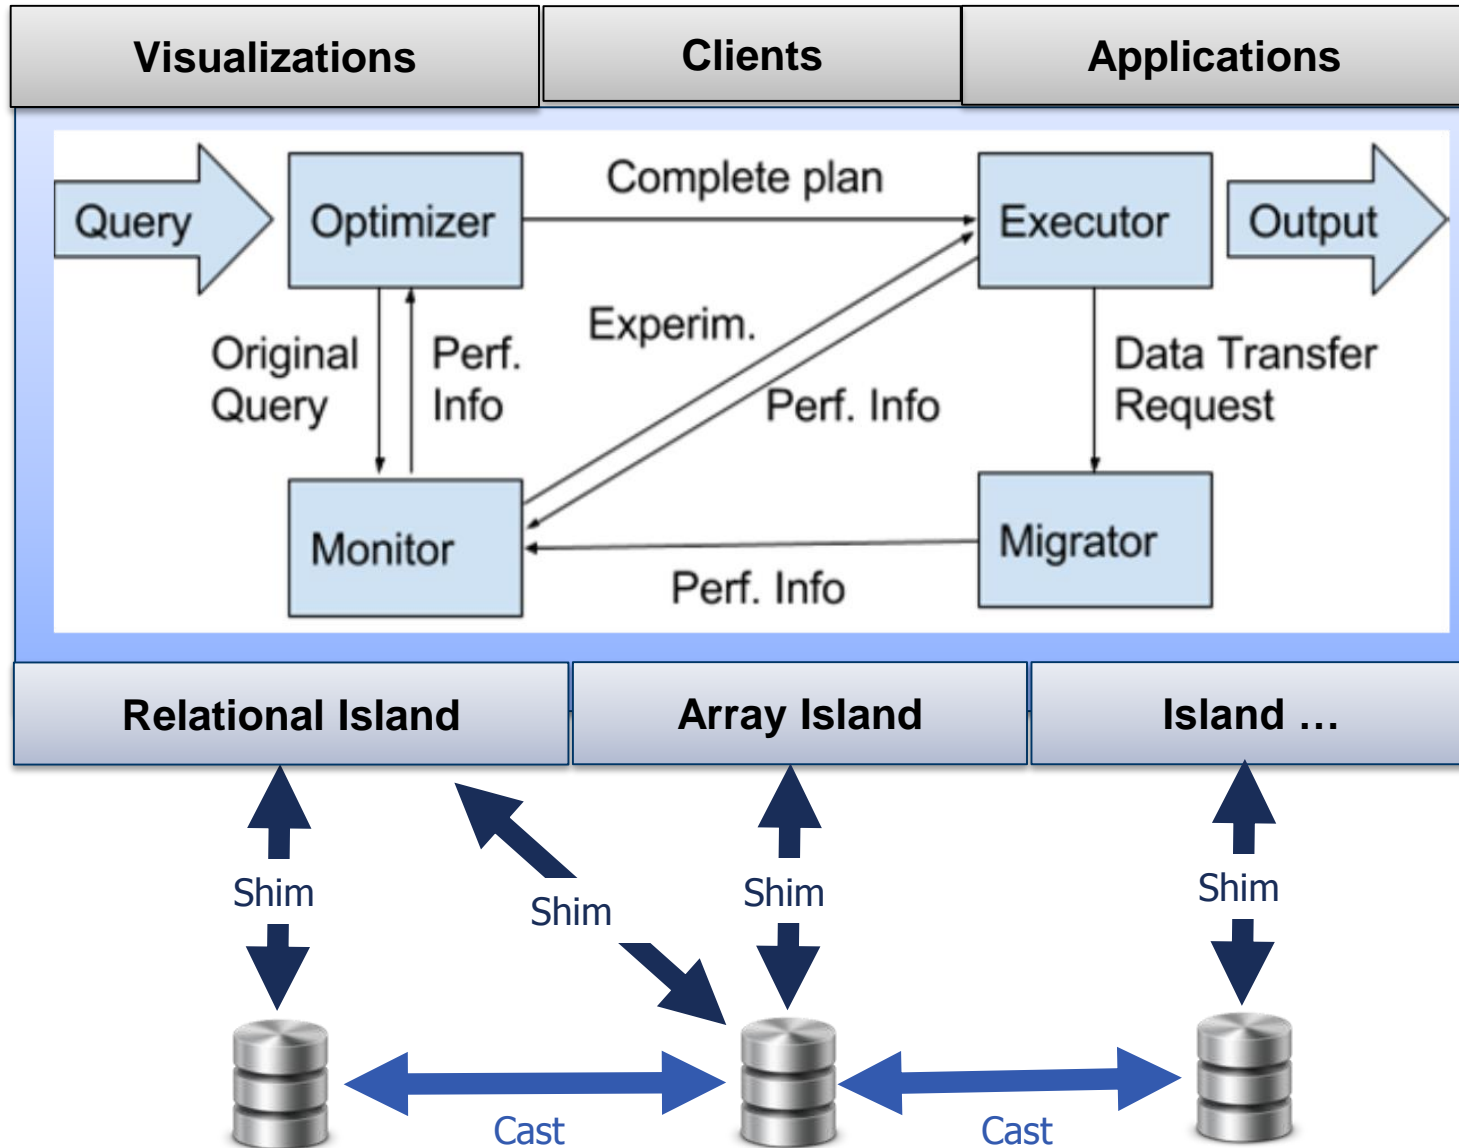 Visualizations
Clients
Applications
Query
Optimizer
Complete plan
Executor
Output
Original
Query
Perf.
Info
Experim.
Perf. Info
Data Transfer
Request
Monitor
Perf. Info
Migrator
Relational Island
Array Island
Island …
Shim
Shim
Shim
Shim
Cast
Cast